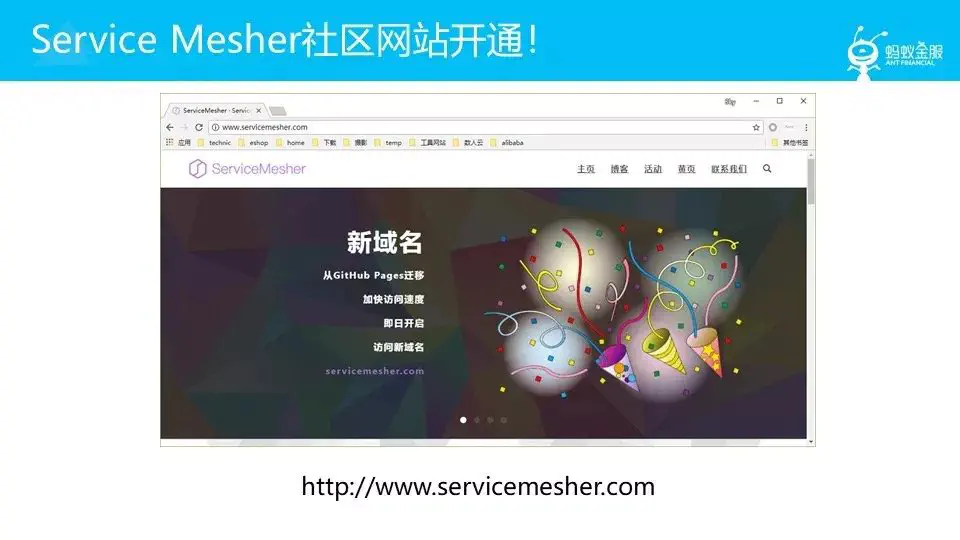 Service Mesher社区网站开通!
蚂蚁金服
ANT FINANCIAL
ServiceMesher · Servic
Sky
www.servicemesher.com
应用 technic eshop home 下载 摄影 temp 工具网站 数人云 alibaba 其他书签
ServiceMesher
主页 博客 活动 黄页 联系我们
新域名
从GitHub Pages迁移
加快访问速度
即日开启
访问新域名
servicemesher.com
http://www.servicemesher.com